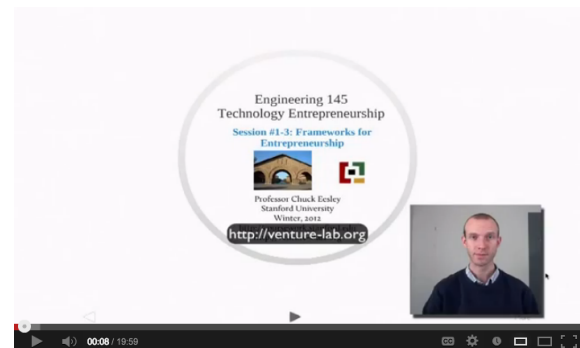 Engineering 145
Technology Entrepreneurship
Session #1-3: Frameworks for
Entrepreneurship
Professor Chuck Eesley
Stanford University
Winter, 2012
http://venture-lab.org
00:08 / 19:59
CC